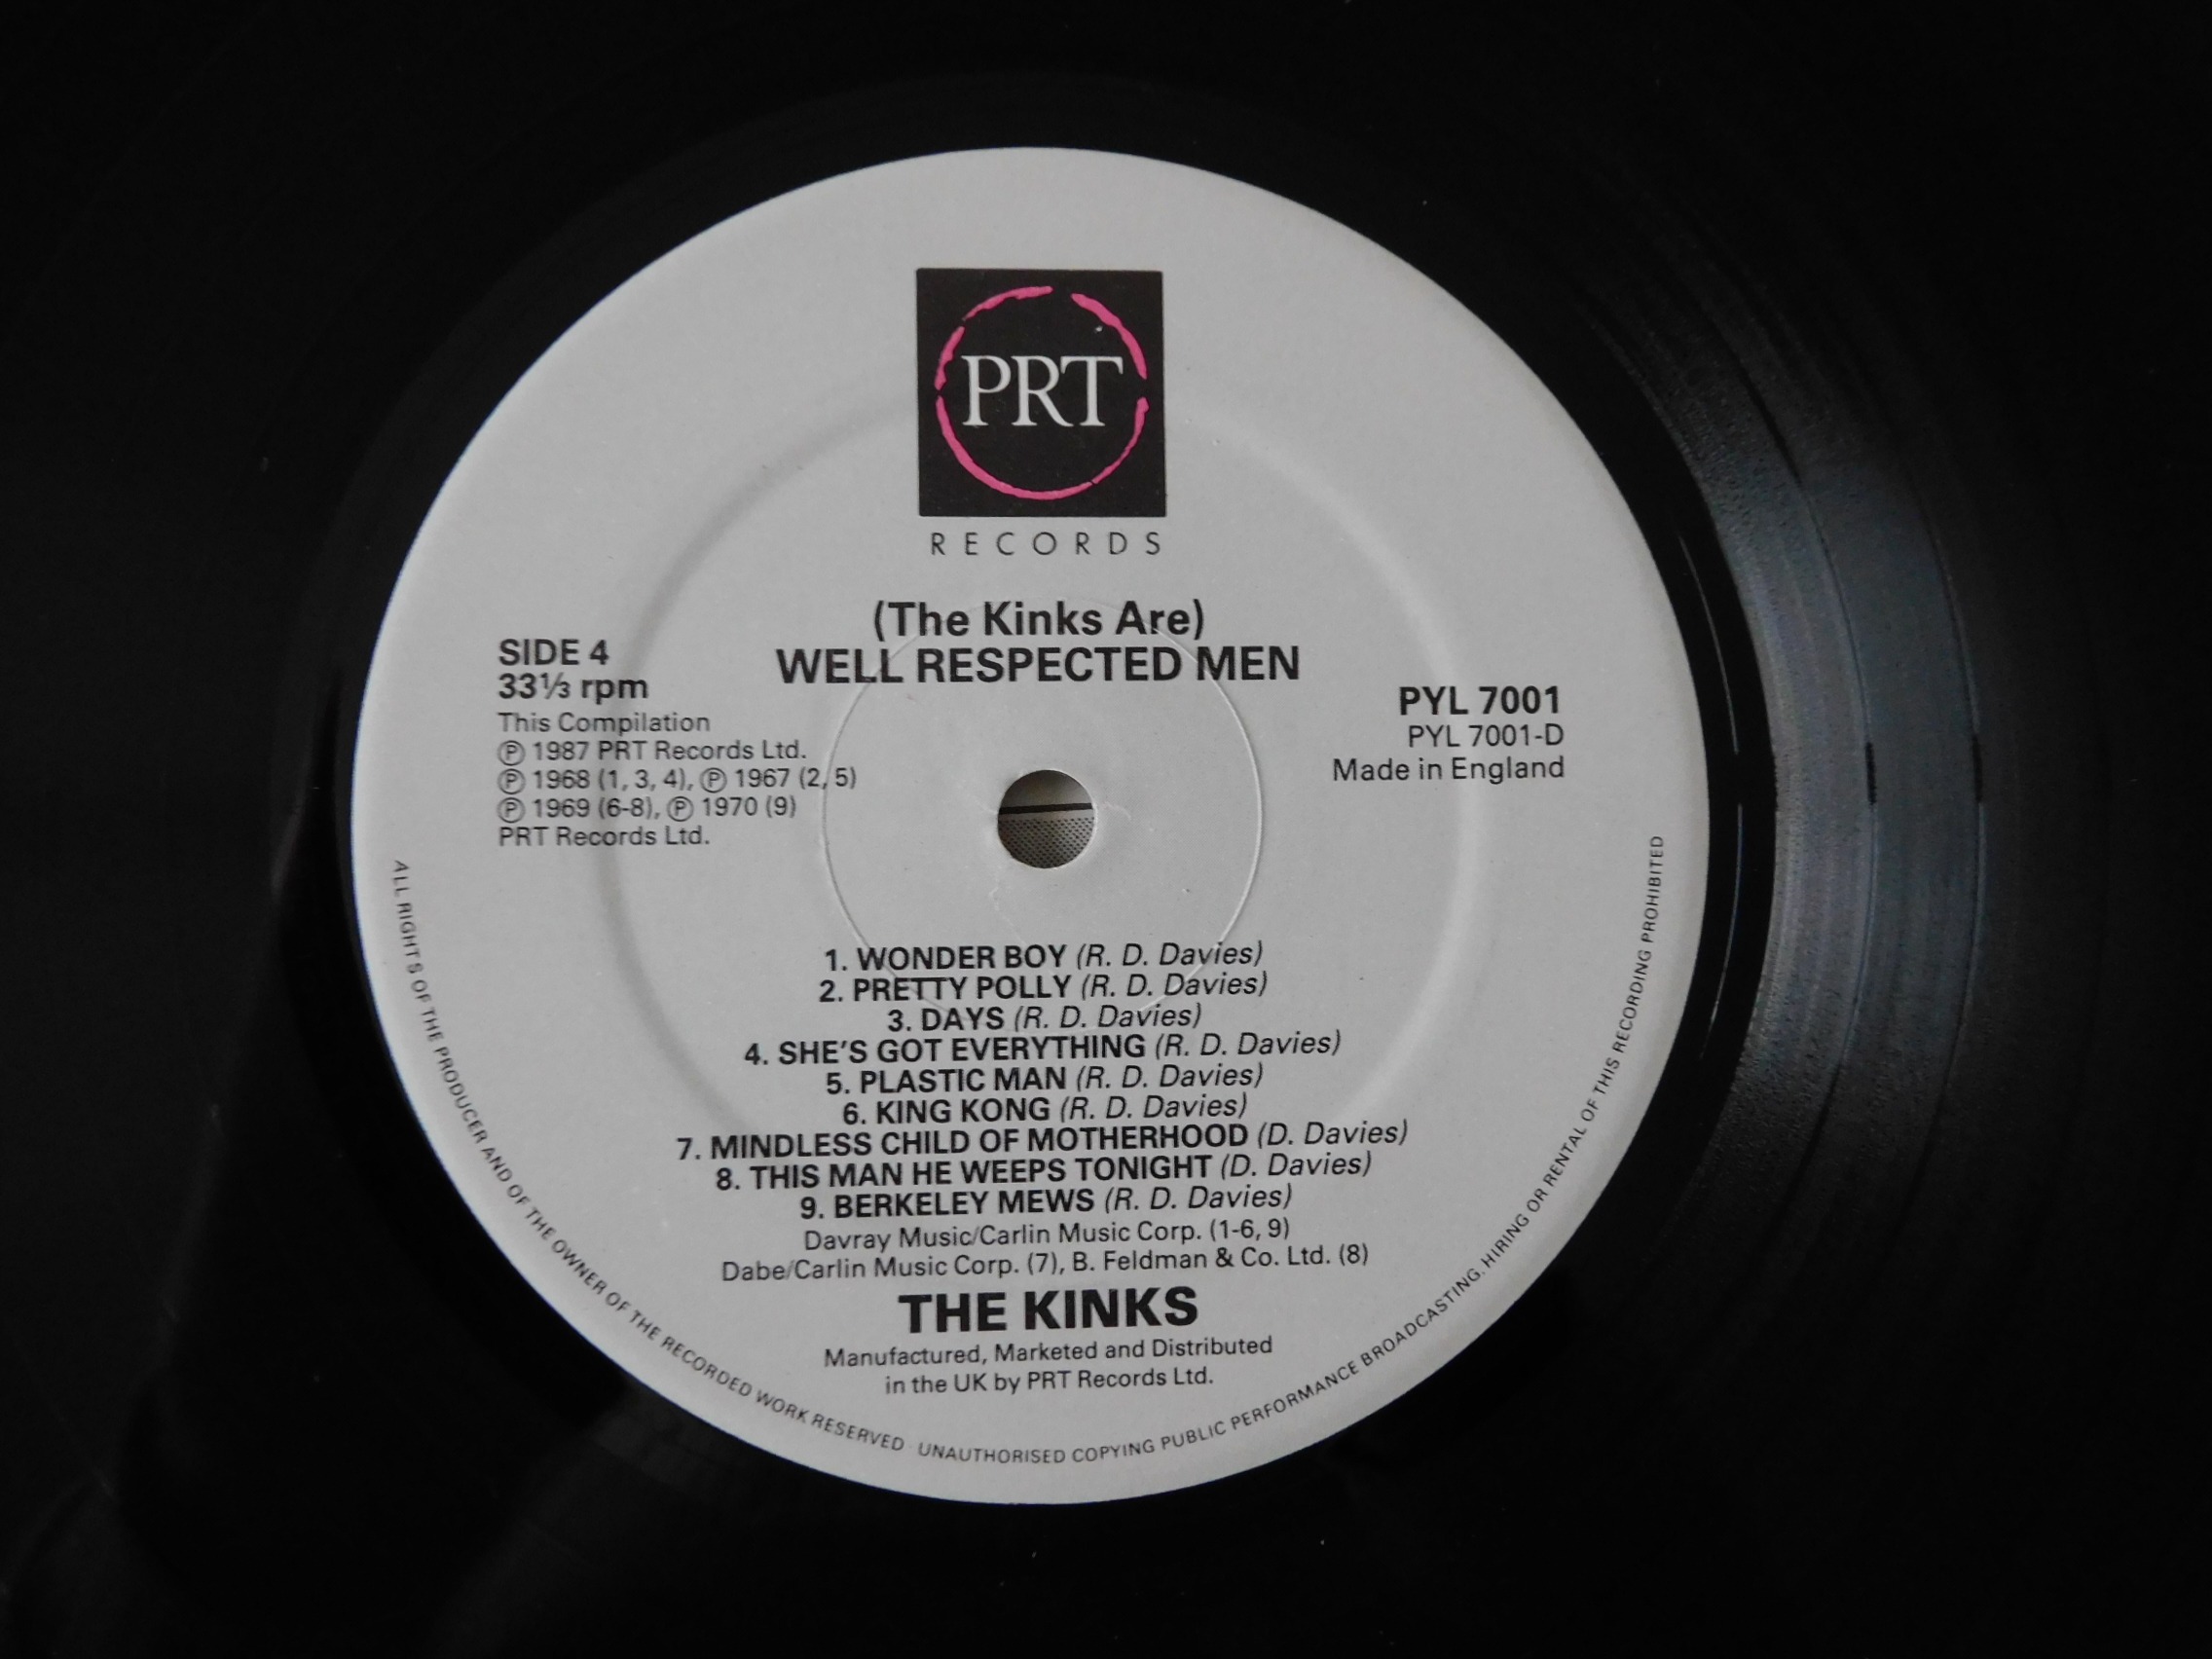 PRT
RECORDS
(The Kinks Are)
WELL RESPECTED MEN
SIDE 4
33⅓ rpm
This Compilation
Ⓟ 1987 PRT Records Ltd.
Ⓟ 1968 (1, 3, 4), Ⓟ 1967 (2, 5)
Ⓟ 1969 (6-8), Ⓟ 1970 (9)
PRT Records Ltd.
PYL 7001
PYL 7001-D
Made in England
1. WONDER BOY (R. D. Davies)
2. PRETTY POLLY (R. D. Davies)
3. DAYS (R. D. Davies)
4. SHE'S GOT EVERYTHING (R. D. Davies)
5. PLASTIC MAN (R. D. Davies)
6. KING KONG (R. D. Davies)
7. MINDLESS CHILD OF MOTHERHOOD (D. Davies)
8. THIS MAN HE WEEPS TONIGHT (D. Davies)
9. BERKELEY MEWS (R. D. Davies)
Davray Music/Carlin Music Corp. (1-6, 9)
Dabe/Carlin Music Corp. (7), B. Feldman & Co. Ltd. (8)
THE KINKS
Manufactured, Marketed and Distributed
in the UK by PRT Records Ltd.
ALL RIGHTS OF THE PRODUCER AND OF THE OWNER OF THE RECORDED WORK RESERVED · UNAUTHORISED COPYING PUBLIC PERFORMANCE BROADCASTING, HIRING OR RENTAL OF THIS RECORDING PROHIBITED